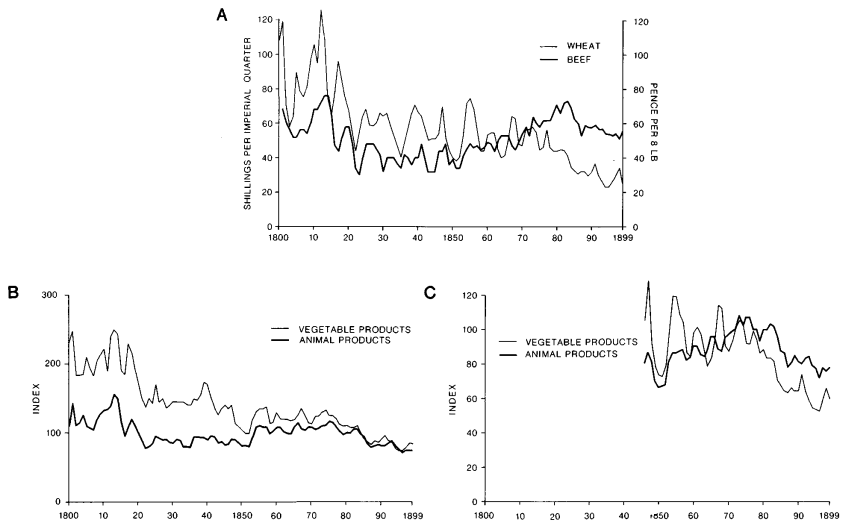 A
SHILLINGS PER IMPERIAL QUARTER
120
100
80
60
40
20
0
WHEAT
BEEF
120
100
80
60
40
20
0
PENCE PER 8 LB
1800 10 20 30 40 1850 60 70 80 90 1899
B
INDEX
300
200
100
0
VEGETABLE PRODUCTS
ANIMAL PRODUCTS
1800 10 20 30 40 1850 60 70 80 90 1899
C
INDEX
120
100
80
60
40
20
0
VEGETABLE PRODUCTS
ANIMAL PRODUCTS
1800 10 20 30 40 1850 60 70 80 90 1899